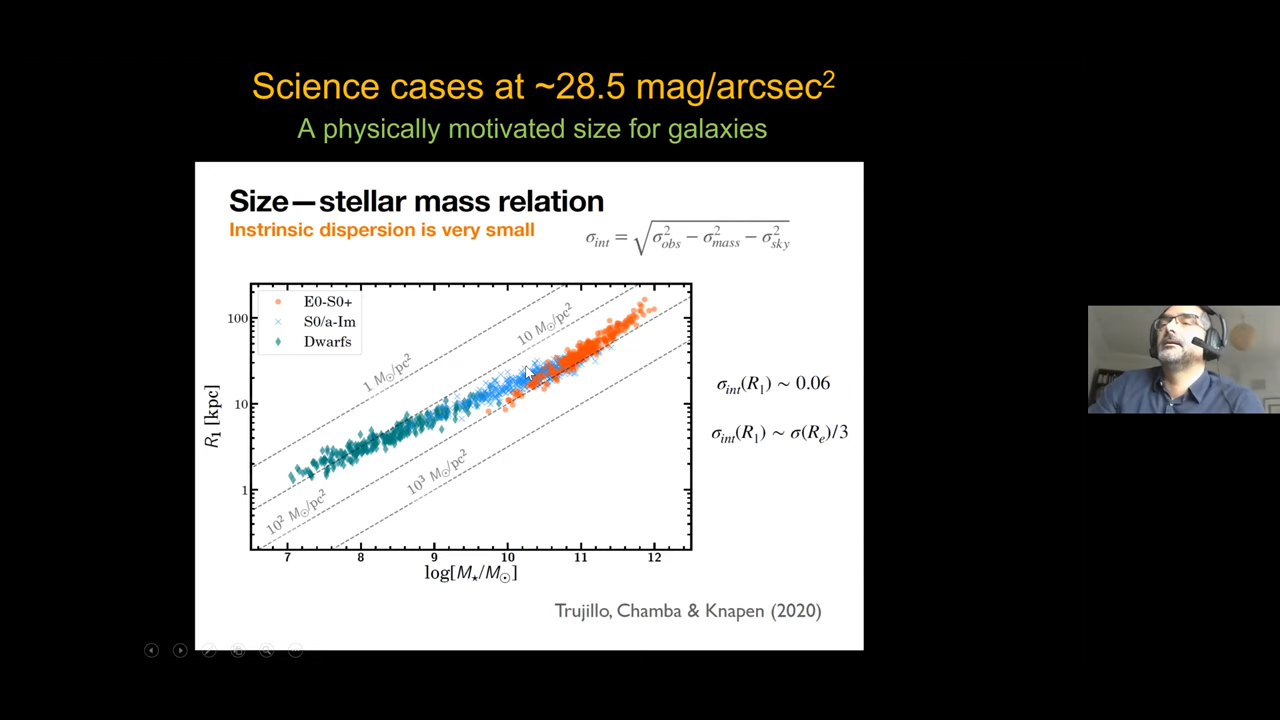 Science cases at ~28.5 mag/arcsec²
A physically motivated size for galaxies
Size—stellar mass relation
Instrinsic dispersion is very small
σ_int = √(σ²_obs − σ²_mass − σ²_sky)
E0-S0+
S0/a-Im
Dwarfs
1 M⊙/pc²
10 M⊙/pc²
10² M⊙/pc²
10³ M⊙/pc²
100
10
1
R₁ [kpc]
7 8 9 10 11 12
log[M⋆/M⊙]
σ_int(R₁) ~ 0.06
σ_int(R₁) ~ σ(R_e)/3
Trujillo, Chamba & Knapen (2020)